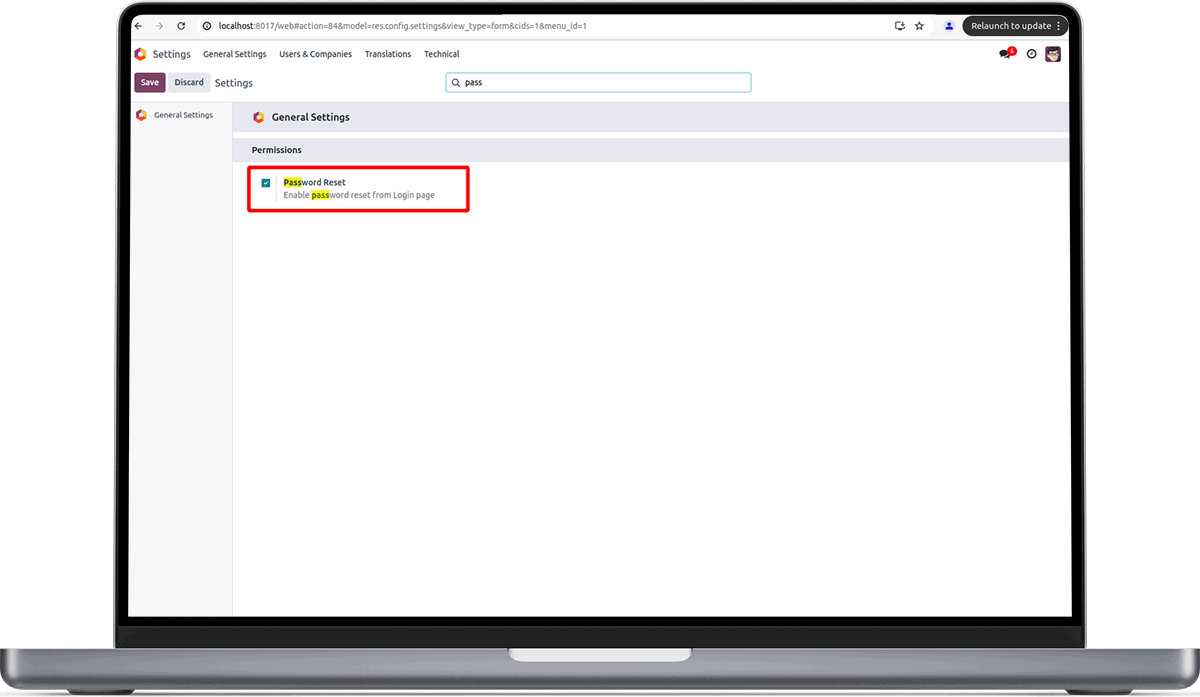 localhost:8017/web#action=84&model=res.config.settings&view_type=form&cids=1&menu_id=1
Relaunch to update
Settings General Settings Users & Companies Translations Technical
6
Save Discard Settings
pass
General Settings
General Settings
Permissions
Password Reset
Enable password reset from Login page